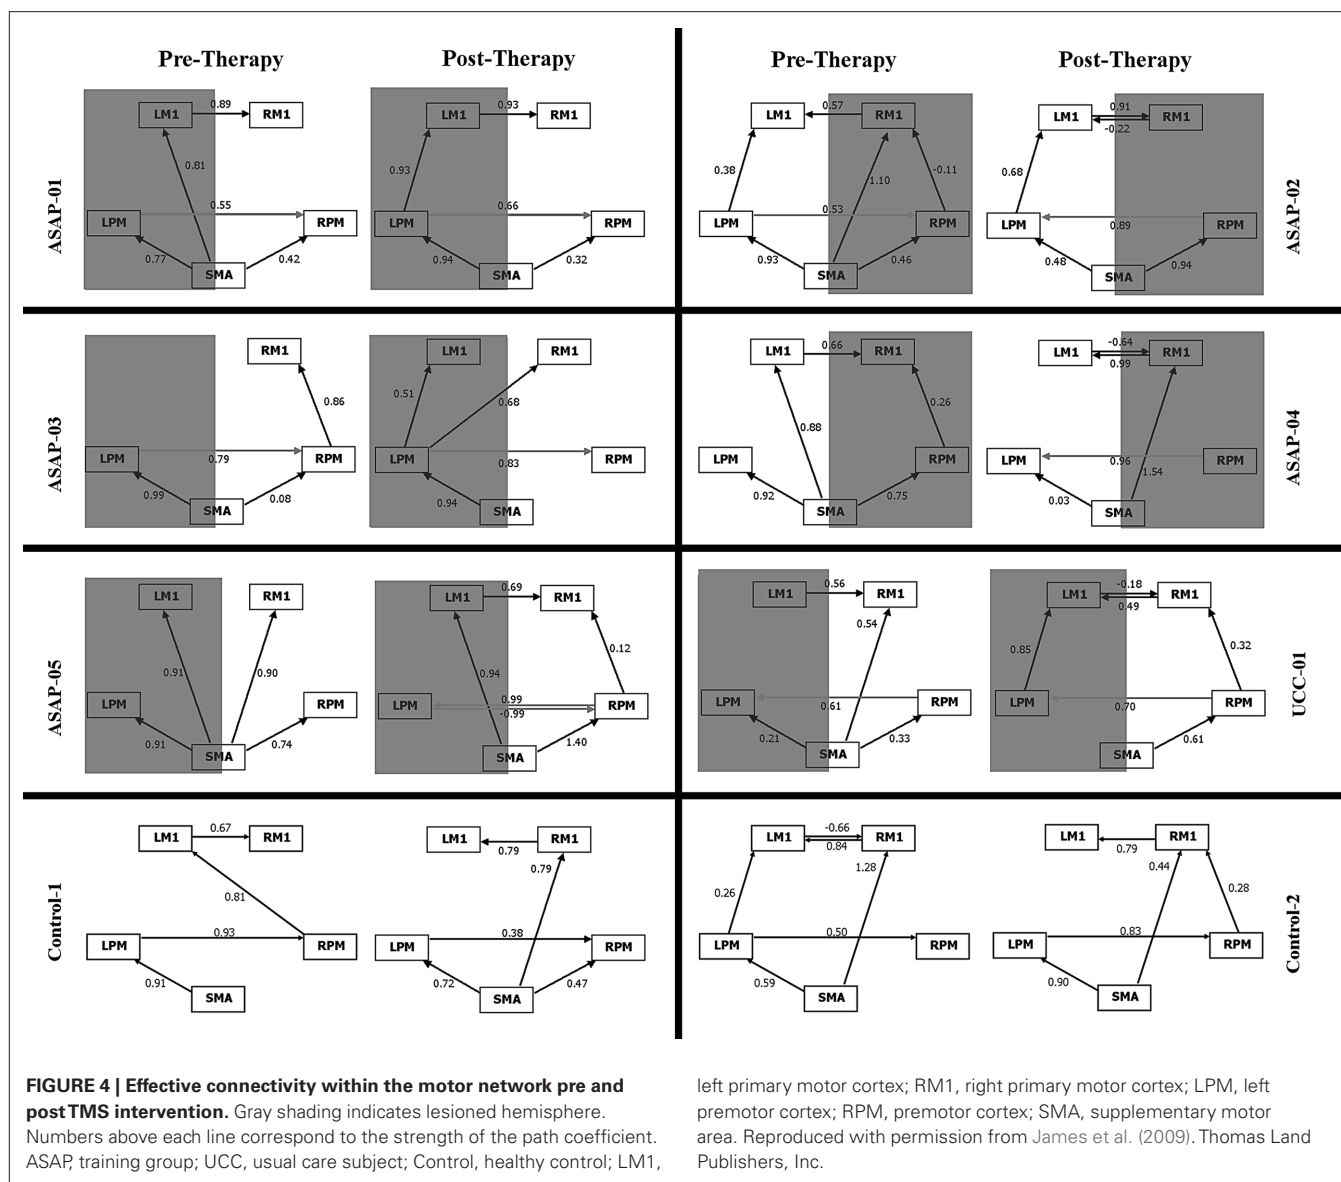 Pre-Therapy
Post-Therapy
ASAP-01
LM1
0.89
RM1
0.81
LPM
0.55
RPM
0.77
SMA
0.42
LM1
0.93
RM1
0.93
LPM
0.66
RPM
0.94
SMA
0.32
Pre-Therapy
Post-Therapy
ASAP-02
LM1
0.57
RM1
0.38
1.10
-0.11
LPM
0.53
RPM
0.93
SMA
0.46
LM1
0.91
-0.22
RM1
0.68
LPM
0.89
RPM
0.48
SMA
0.94
ASAP-03
RM1
0.86
LPM
0.79
RPM
0.99
SMA
0.08
LM1
RM1
0.51
0.68
LPM
0.83
RPM
0.94
SMA
ASAP-04
LM1
0.66
RM1
0.88
0.26
LPM
RPM
0.92
SMA
0.75
LM1
-0.64
0.99
RM1
LPM
0.96
RPM
1.54
0.03
SMA
ASAP-05
LM1
RM1
0.91
0.90
LPM
RPM
0.91
SMA
0.74
LM1
0.69
RM1
0.94
0.12
LPM
0.99
-0.99
RPM
SMA
1.40
UCC-01
LM1
0.56
RM1
0.54
LPM
0.61
RPM
0.21
SMA
0.33
LM1
-0.18
0.49
RM1
0.85
0.32
LPM
0.70
RPM
SMA
0.61
Control-1
LM1
0.67
RM1
0.81
LPM
0.93
RPM
0.91
SMA
LM1
0.79
RM1
0.79
LPM
0.38
RPM
0.72
SMA
0.47
Control-2
LM1
-0.66
0.84
RM1
0.26
1.28
LPM
0.50
RPM
0.59
SMA
LM1
0.79
RM1
0.44
0.28
LPM
0.83
RPM
0.90
SMA
FIGURE 4 | Effective connectivity within the motor network pre and
post TMS intervention. Gray shading indicates lesioned hemisphere.
Numbers above each line correspond to the strength of the path coefficient.
ASAP, training group; UCC, usual care subject; Control, healthy control; LM1,
left primary motor cortex; RM1, right primary motor cortex; LPM, left
premotor cortex; RPM, premotor cortex; SMA, supplementary motor
area. Reproduced with permission from James et al. (2009). Thomas Land
Publishers, Inc.